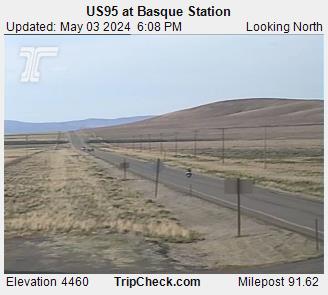 US95 at Basque Station
Updated: May 03 2024 6:08 PM Looking North
Elevation 4460 TripCheck.com Milepost 91.62